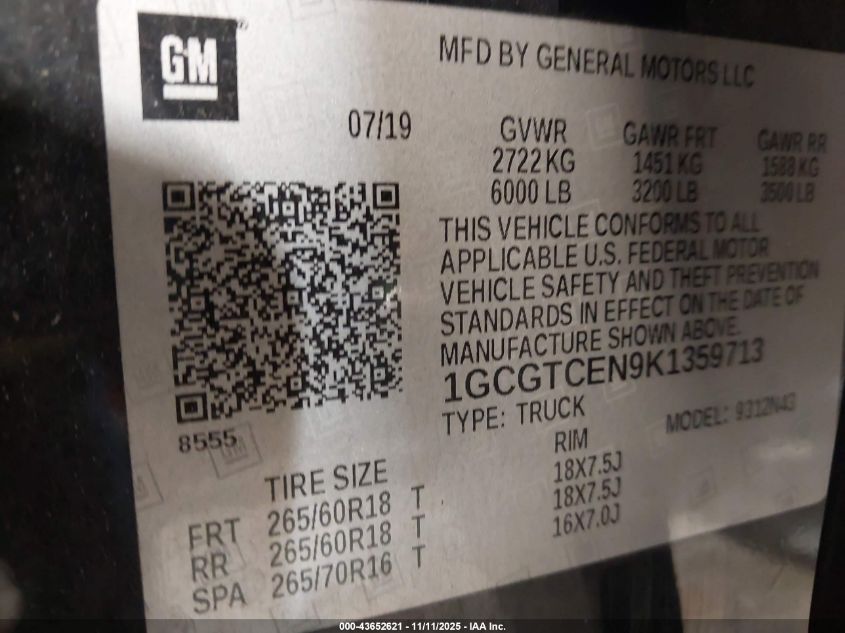 GM
MFD BY GENERAL MOTORS LLC
07/19
GVWR GAWR FRT GAWR RR
2722 KG 1451 KG 1588 KG
6000 LB 3200 LB 3500 LB
THIS VEHICLE CONFORMS TO ALL
APPLICABLE U.S. FEDERAL MOTOR
VEHICLE SAFETY AND THEFT PREVENTION
STANDARDS IN EFFECT ON THE DATE OF
MANUFACTURE SHOWN ABOVE.
1GCGTCEN9K1359713
TYPE: TRUCK MODEL: 9312N43
8555
TIRE SIZE RIM
FRT 265/60R18 T 18X7.5J
RR 265/60R18 T 18X7.5J
SPA 265/70R16 T 16X7.0J
000-43652621 - 11/11/2025 - IAA Inc.